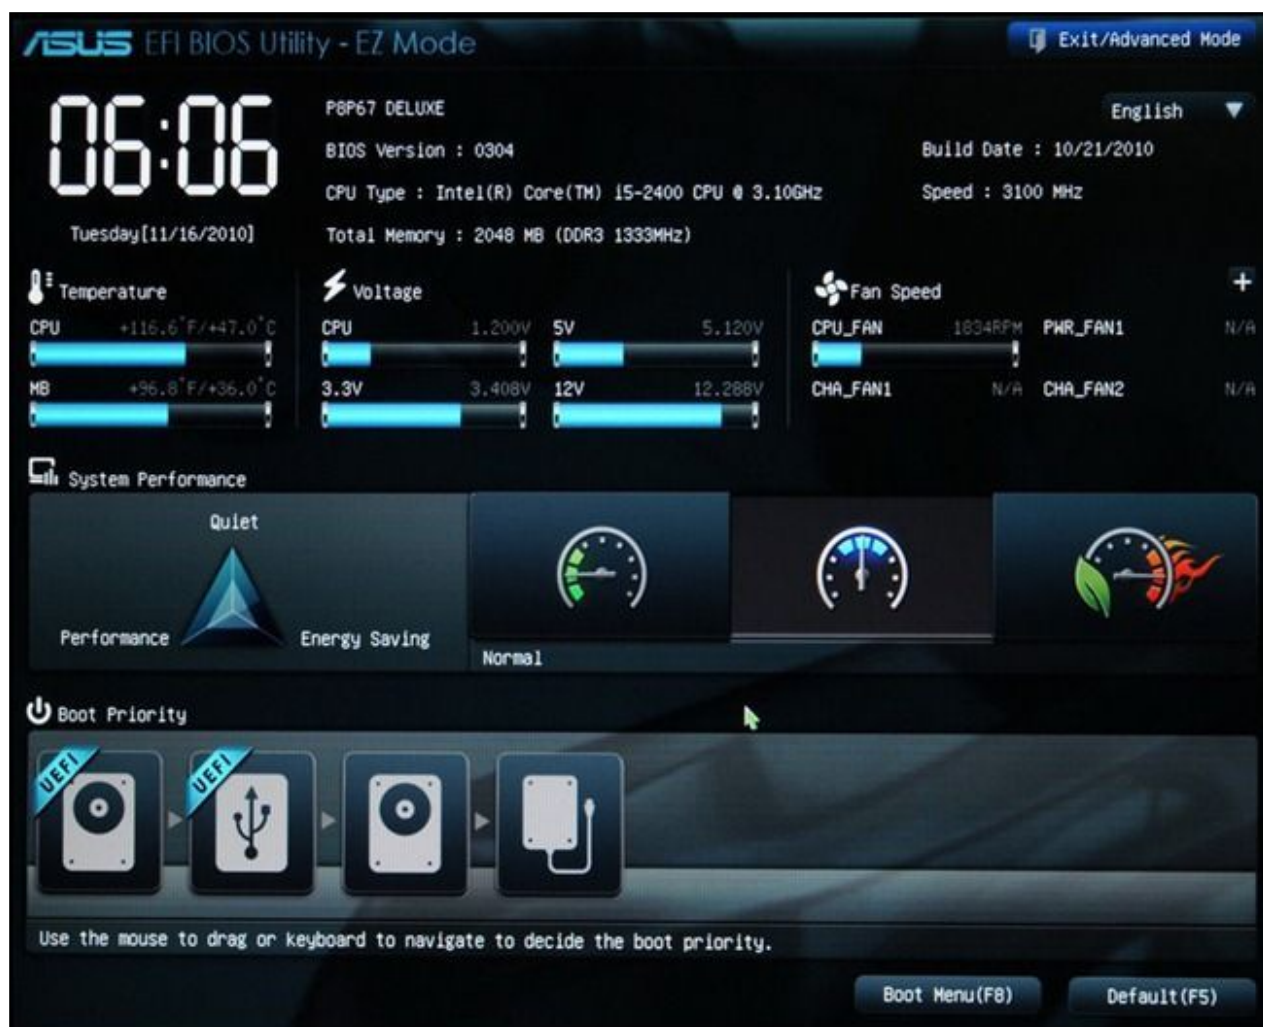 ASUS EFI BIOS Utility - EZ Mode
Exit/Advanced Mode
06:06
Tuesday[11/16/2010]
P8P67 DELUXE
English
BIOS Version : 0304
Build Date : 10/21/2010
CPU Type : Intel(R) Core(TM) i5-2400 CPU @ 3.10GHz
Speed : 3100 MHz
Total Memory : 2048 MB (DDR3 1333MHz)
Temperature
CPU +116.6°F/+47.0°C
MB +96.8°F/+36.0°C
Voltage
CPU 1.200V 5V 5.120V
3.3V 3.408V 12V 12.288V
Fan Speed
CPU_FAN 1834RPM PWR_FAN1 N/A
CHA_FAN1 N/A CHA_FAN2 N/A
System Performance
Quiet
Performance
Energy Saving
Normal
Boot Priority
UEFI
UEFI
Use the mouse to drag or keyboard to navigate to decide the boot priority.
Boot Menu(F8)
Default(F5)